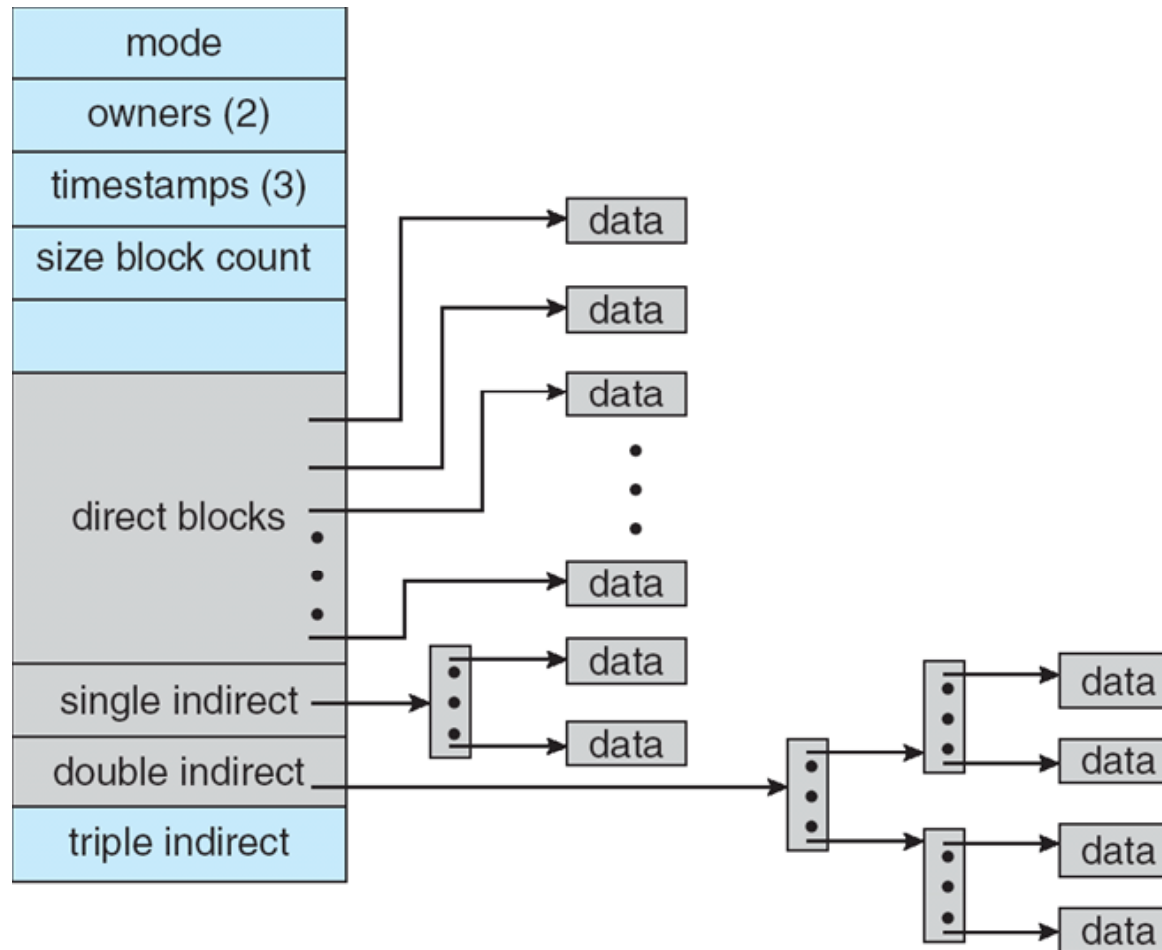 mode
owners (2)
timestamps (3)
size block count
direct blocks
single indirect
double indirect
triple indirect
data
data
data
data
data
data
data
data
data
data